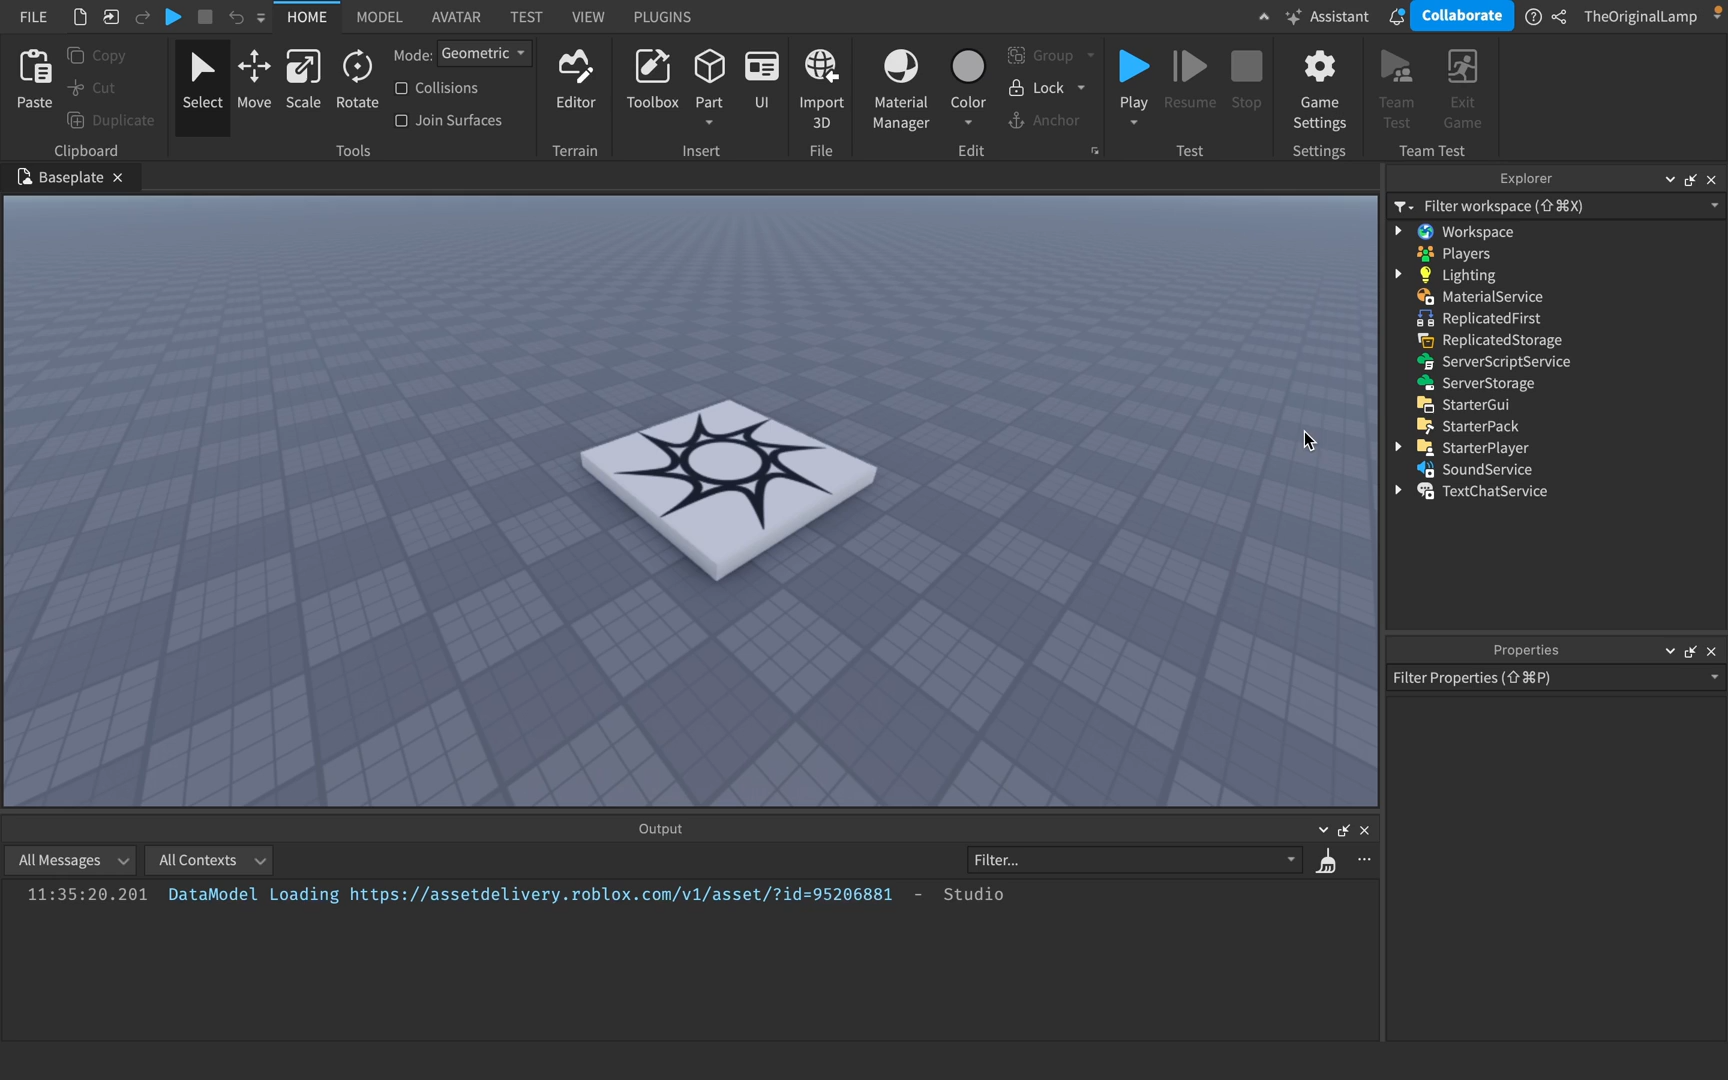 FILE HOME MODEL AVATAR TEST VIEW PLUGINS Assistant Collaborate TheOriginalLamp
Paste Copy Cut Duplicate
Clipboard
Select Move Scale Rotate
Mode: Geometric
Collisions
Join Surfaces
Tools
Editor
Terrain
Toolbox Part UI
Insert
Import
3D
File
Material
Manager
Color
Group
Lock
Anchor
Edit
Play Resume Stop
Test
Game
Settings
Settings
Team
Test
Exit
Game
Team Test
Baseplate
Explorer
Filter workspace (⇧⌘X)
Workspace
Players
Lighting
MaterialService
ReplicatedFirst
ReplicatedStorage
ServerScriptService
ServerStorage
StarterGui
StarterPack
StarterPlayer
SoundService
TextChatService
Properties
Filter Properties (⇧⌘P)
Output
All Messages All Contexts Filter...
11:35:20.201 DataModel Loading https://assetdelivery.roblox.com/v1/asset/?id=95206881 - Studio